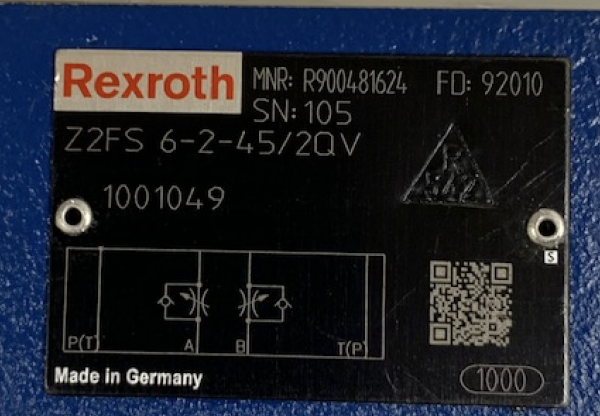 Rexroth MNR: R900481624 FD: 92010
SN: 105
Z2FS 6-2-45/2QV
1001049
P(T) A B T(P)
S
Made in Germany 1000